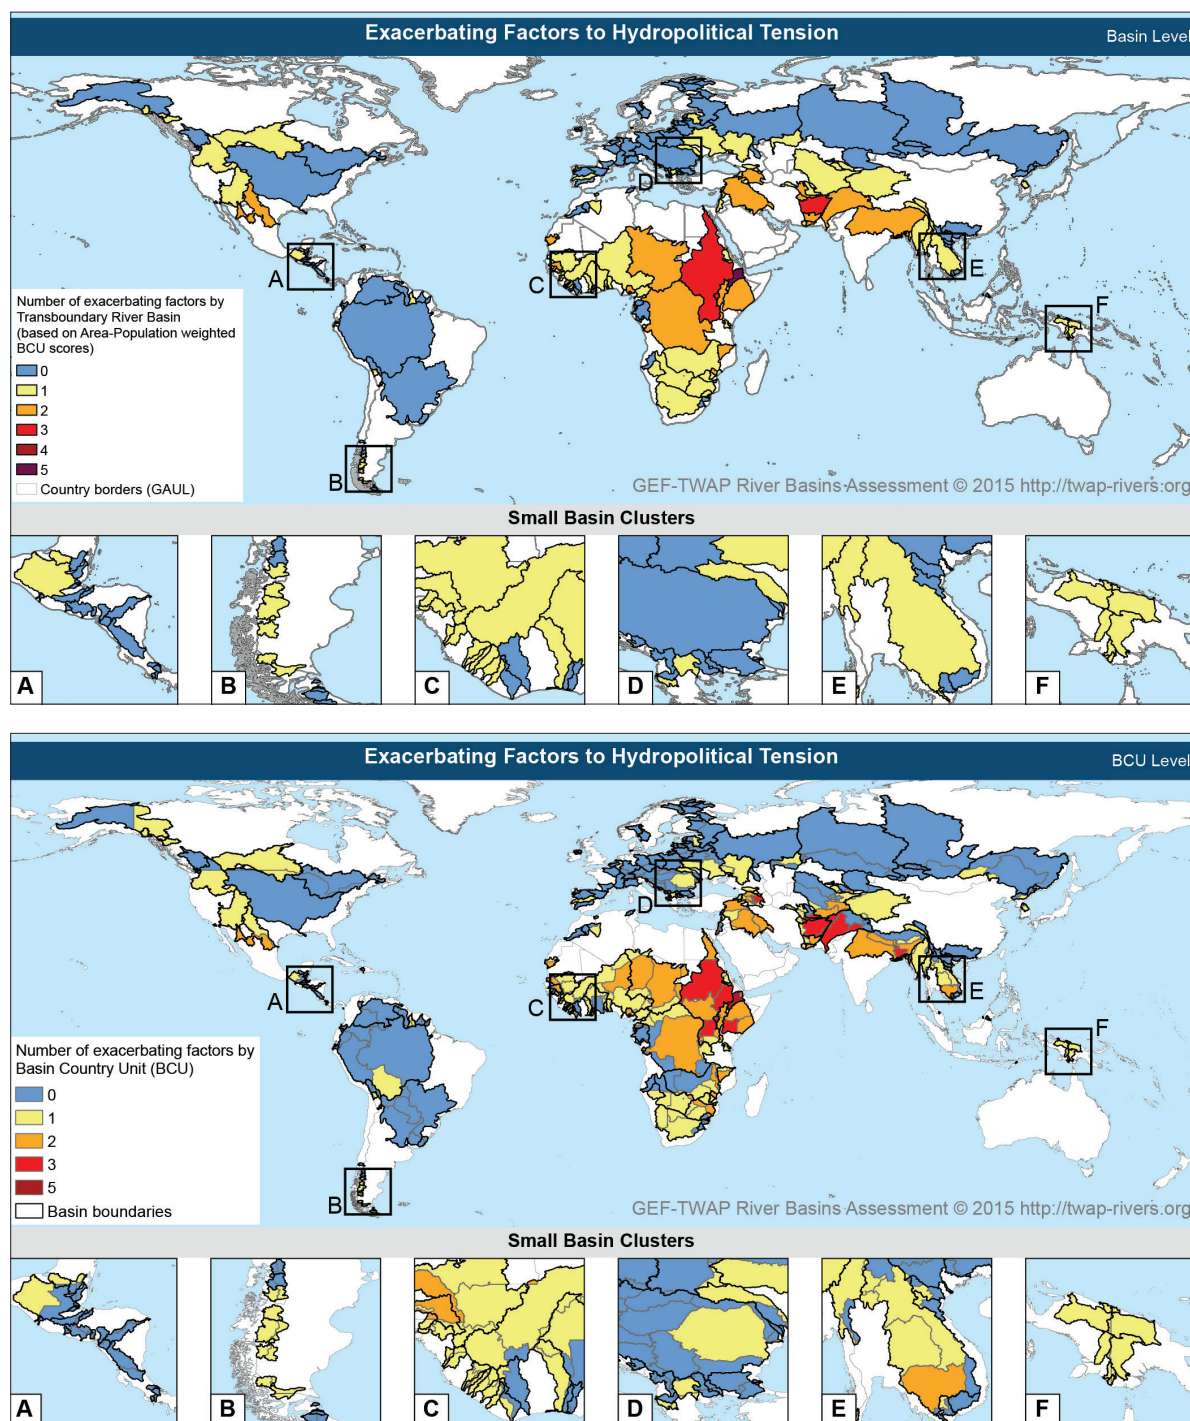 Exacerbating Factors to Hydropolitical Tension
Basin Level
A
B
C
D
E
F
Number of exacerbating factors by
Transboundary River Basin
(based on Area-Population weighted
BCU scores)
0
1
2
3
4
5
Country borders (GAUL)
GEF-TWAP River Basins Assessment © 2015 http://twap-rivers.org
Small Basin Clusters
A
B
C
D
E
F
Exacerbating Factors to Hydropolitical Tension
BCU Level
A
B
C
D
E
F
Number of exacerbating factors by
Basin Country Unit (BCU)
0
1
2
3
5
Basin boundaries
GEF-TWAP River Basins Assessment © 2015 http://twap-rivers.org
Small Basin Clusters
A
B
C
D
E
F